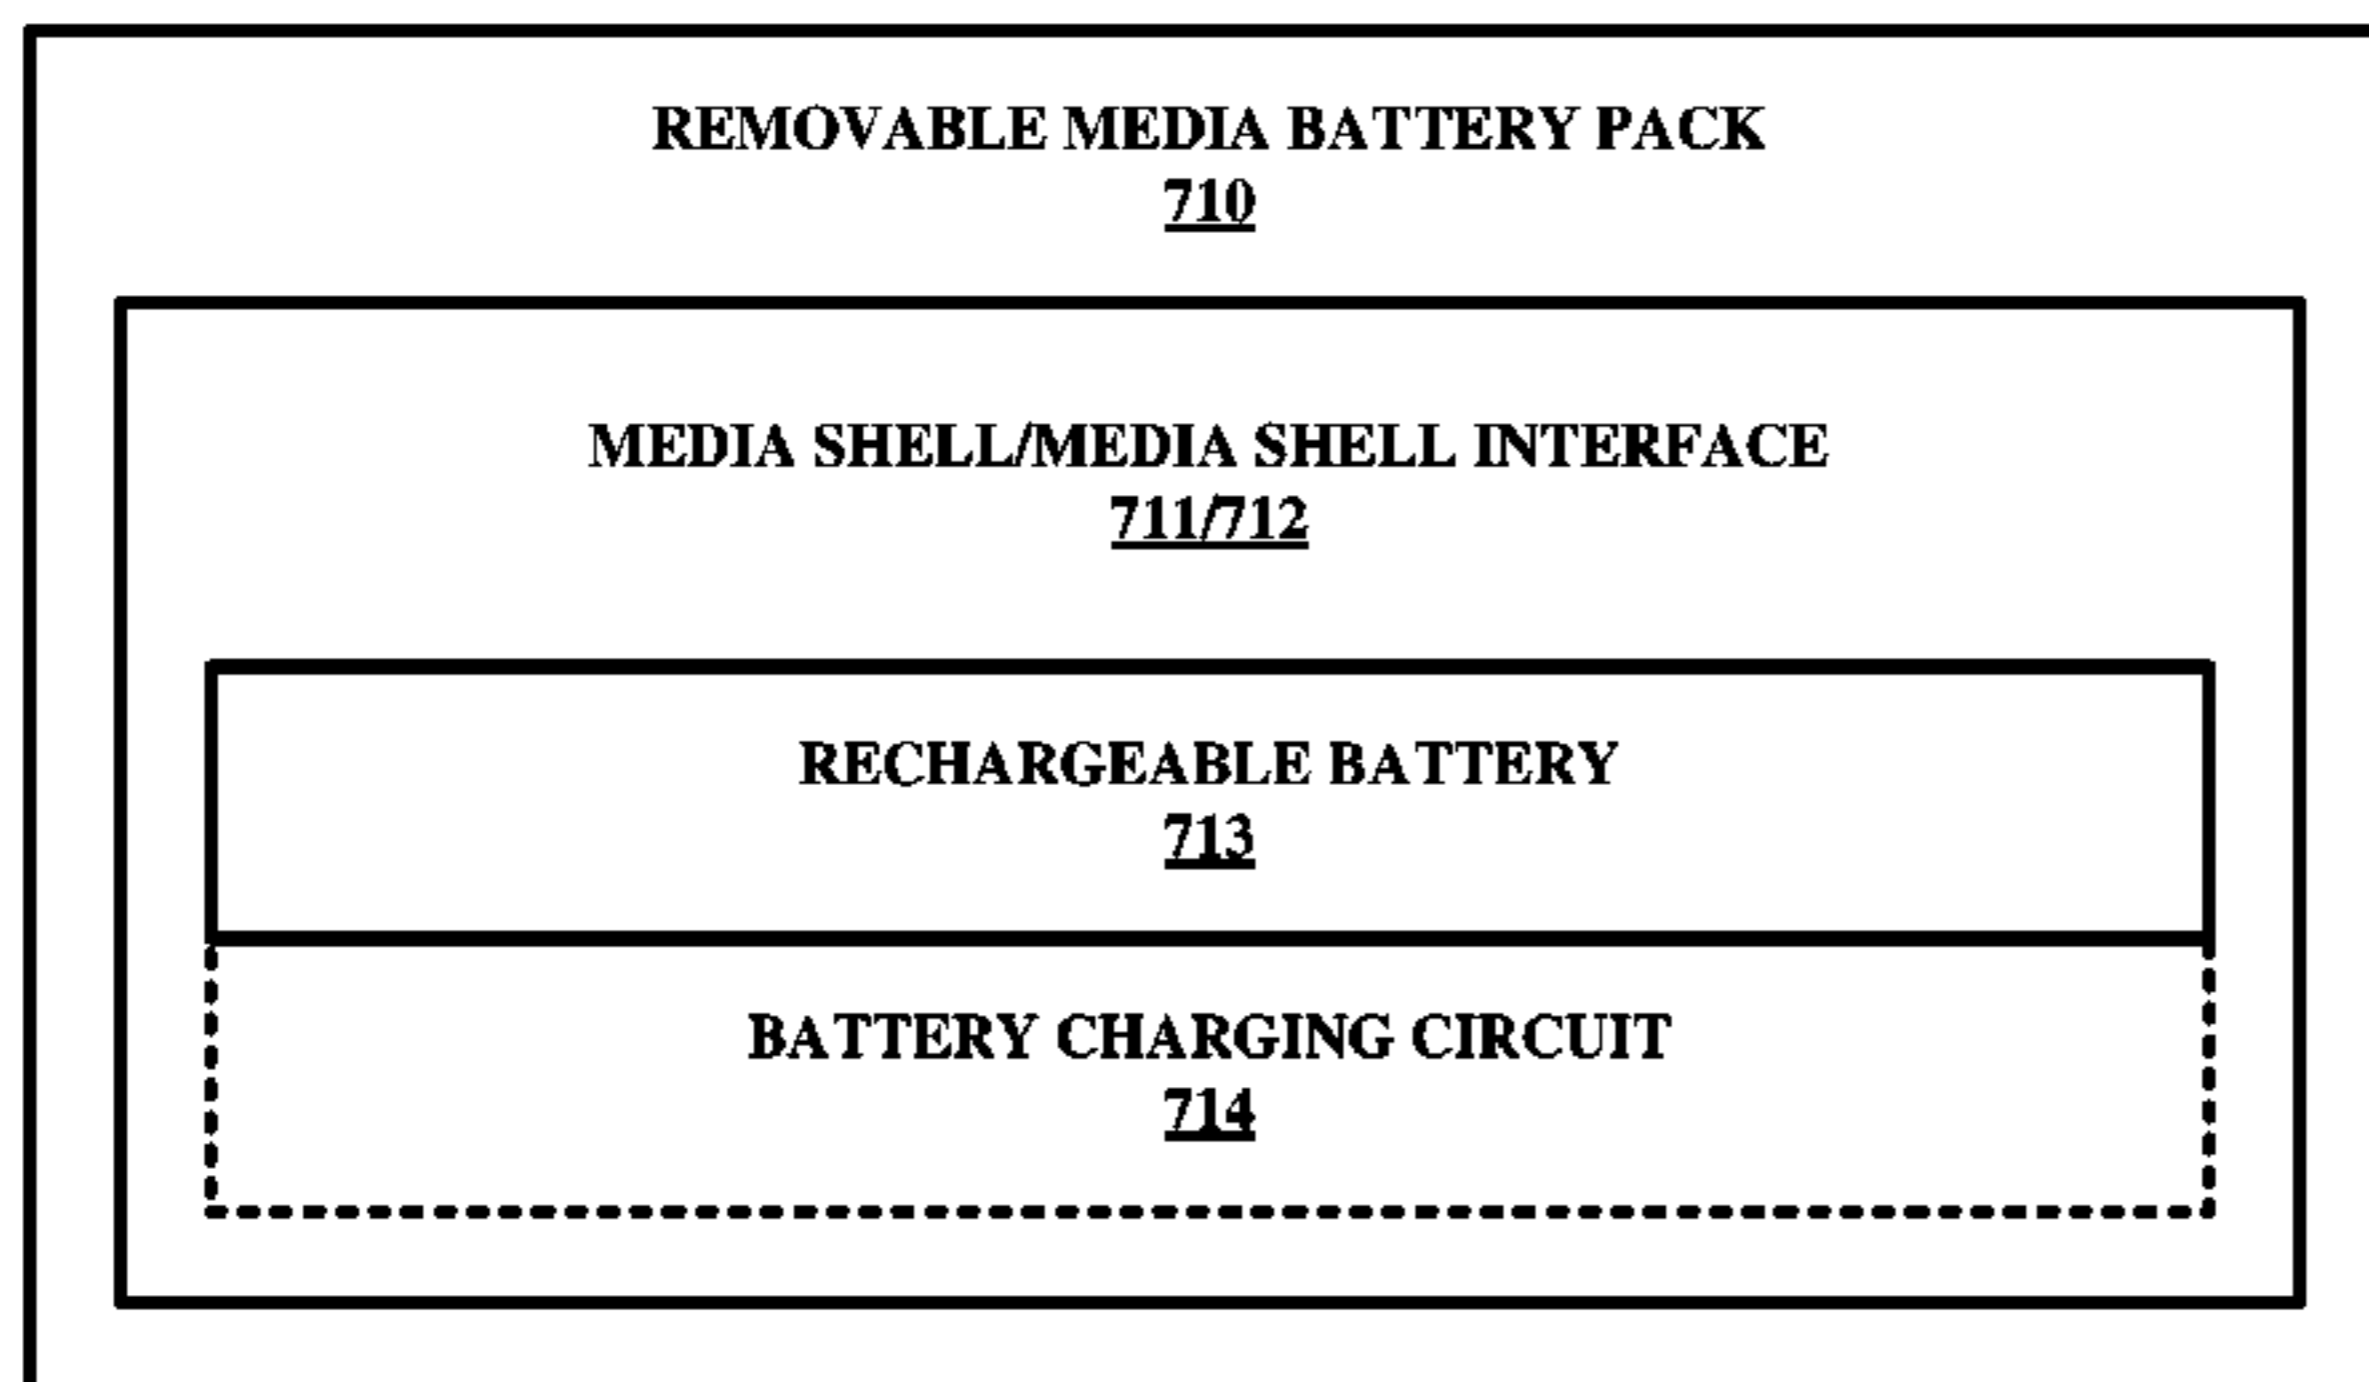 REMOVABLE MEDIA BATTERY PACK
710
MEDIA SHELL/MEDIA SHELL INTERFACE
711/712
RECHARGEABLE BATTERY
713
BATTERY CHARGING CIRCUIT
714